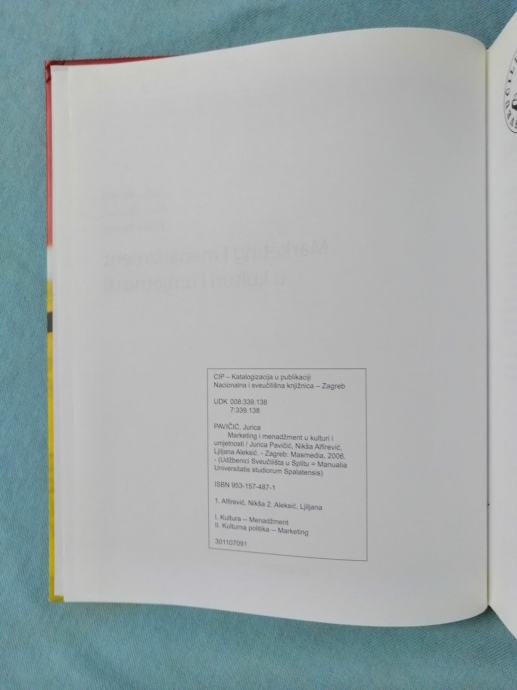 CIP – Katalogizacija u publikaciji
Nacionalna i sveučilišna knjižnica – Zagreb
UDK 008:339.138
7:339.138
PAVIČIĆ, Jurica
Marketing i menadžment u kulturi i
umjetnosti / Jurica Pavičić, Nikša Alfirević,
Ljiljana Aleksić. - Zagreb: Masmedia, 2006.
- (Udžbenici Sveučilišta u Splitu = Manualia
Universitatis studiorum Spalatensis)
ISBN 953-157-487-1
1. Alfirević, Nikša 2. Aleksić, Ljiljana
I. Kultura -- Menadžment
II. Kulturna politika -- Marketing
301107091